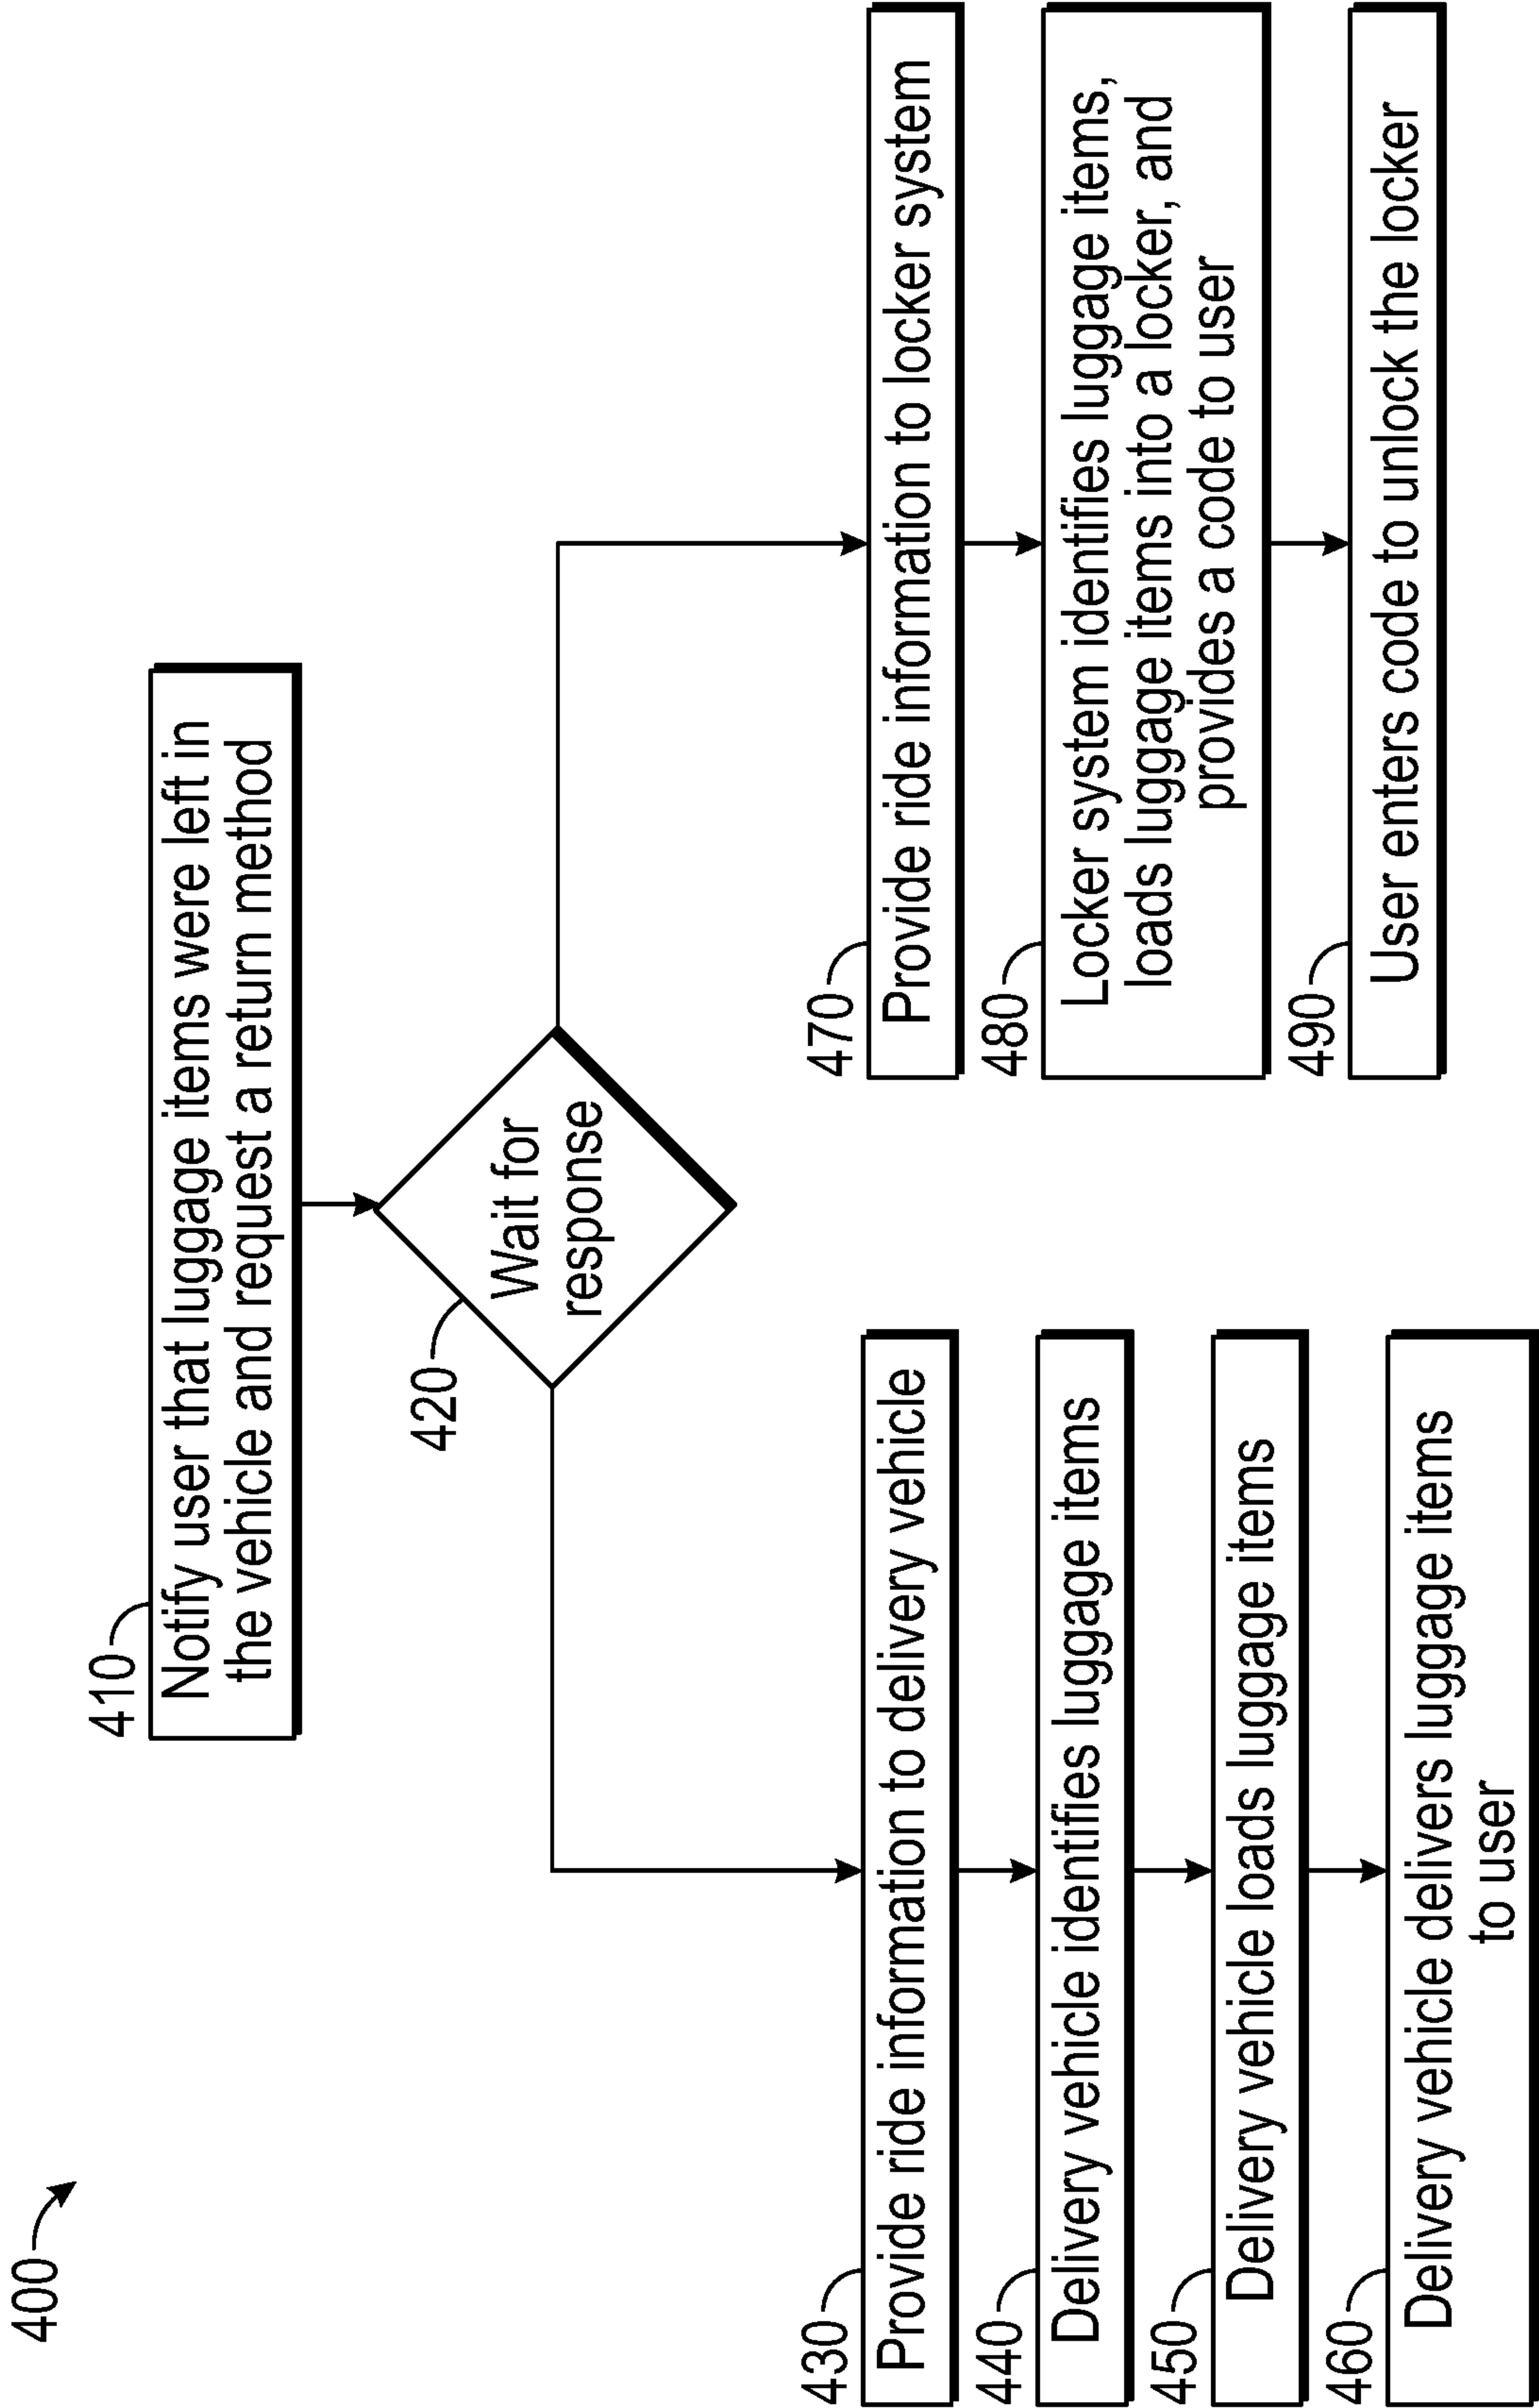 400
410
Notify user that luggage items were left in
the vehicle and request a return method
420
Wait for
response
430
Provide ride information to delivery vehicle
440
Delivery vehicle identifies luggage items
450
Delivery vehicle loads luggage items
460
Delivery vehicle delivers luggage items
to user
470
Provide ride information to locker system
480
Locker system identifies luggage items,
loads luggage items into a locker, and
provides a code to user
490
User enters code to unlock the locker